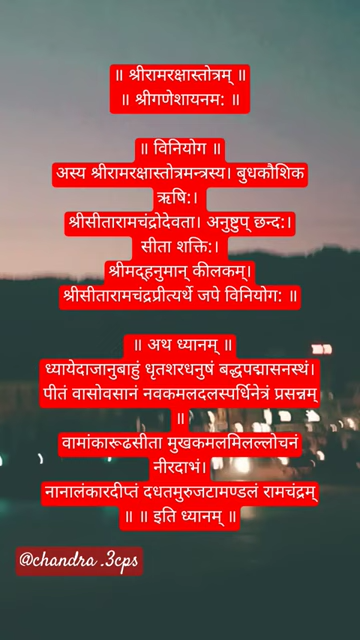 ॥ श्रीरामरक्षास्तोत्रम् ॥
॥ श्रीगणेशायनम: ॥
॥ विनियोग ॥
अस्य श्रीरामरक्षास्तोत्रमन्त्रस्य। बुधकौशिक
ऋषि:।
श्रीसीतारामचंद्रोदेवता। अनुष्टुप् छन्द:।
सीता शक्ति:।
श्रीमद्‌हनुमान् कीलकम्।
श्रीसीतारामचंद्रप्रीत्यर्थे जपे विनियोग: ॥
॥ अथ ध्यानम् ॥
ध्यायेदाजानुबाहुं धृतशरधनुषं बद्धपद्मासनस्थं।
पीतं वासोवसानं नवकमलदलस्पर्धिनेत्रं प्रसन्नम्
॥
वामांकारूढसीता मुखकमलमिलल्लोचनं
नीरदाभं।
नानालंकारदीप्तं दधतमुरुजटामण्डलं रामचंद्रम्
॥ ॥ इति ध्यानम् ॥
@chandra .3cps